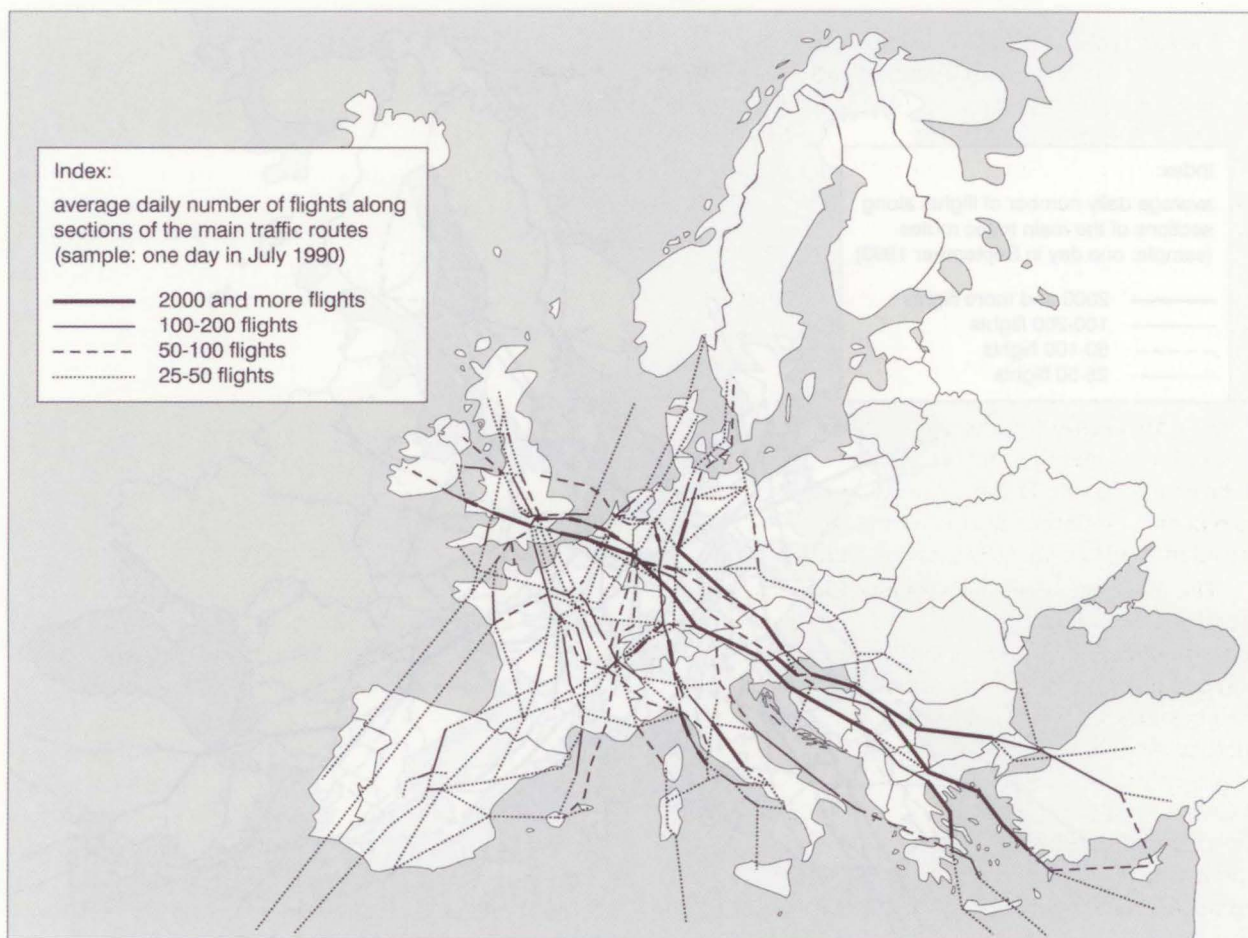 Index:
average daily number of flights along
sections of the main traffic routes
(sample: one day in July 1990)
2000 and more flights
100-200 flights
50-100 flights
25-50 flights